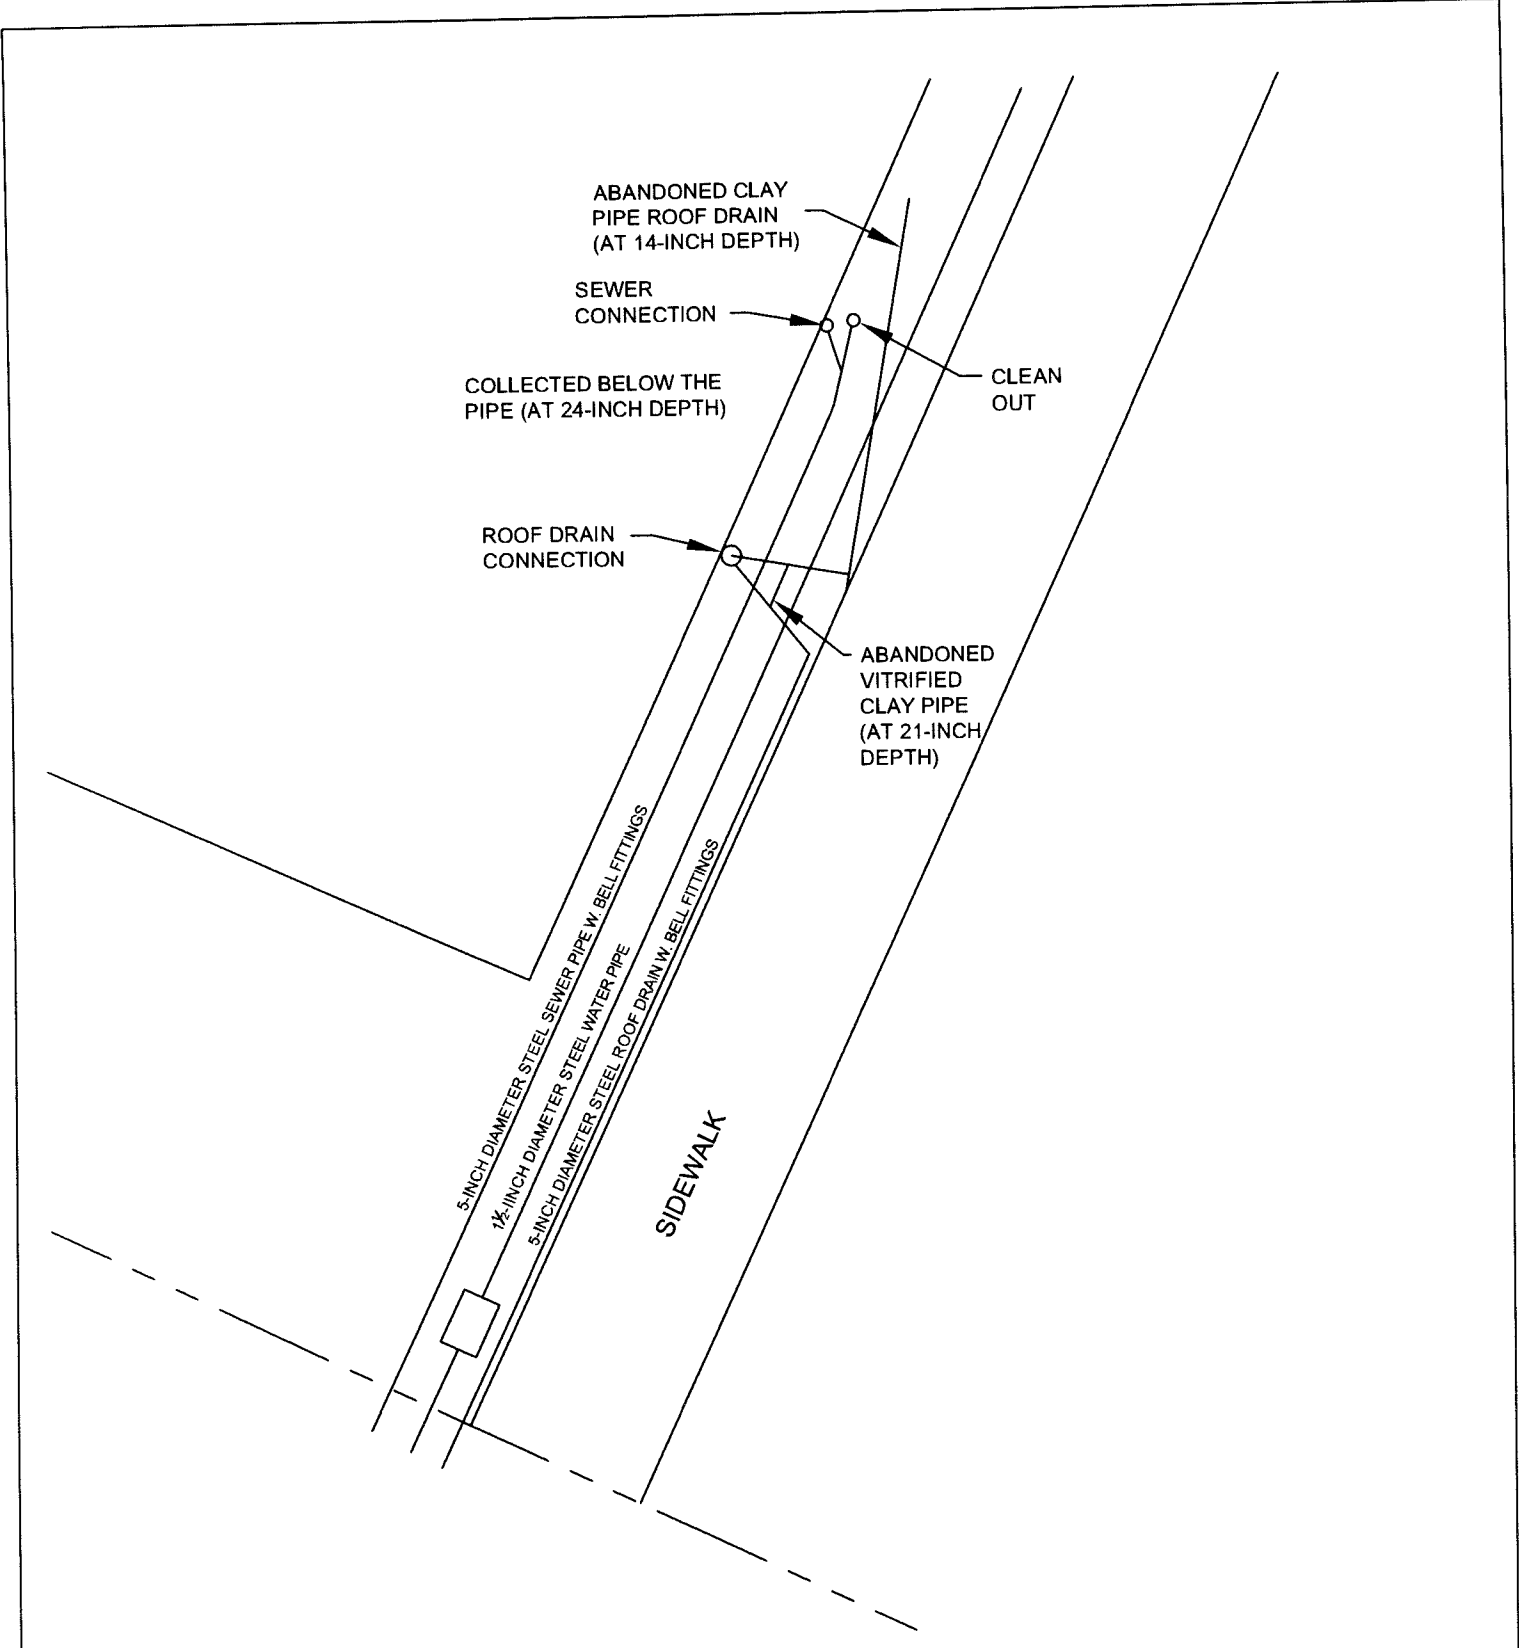 ABANDONED CLAY
PIPE ROOF DRAIN
(AT 14-INCH DEPTH)
SEWER
CONNECTION
CLEAN
OUT
COLLECTED BELOW THE
PIPE (AT 24-INCH DEPTH)
ROOF DRAIN
CONNECTION
ABANDONED
VITRIFIED
CLAY PIPE
(AT 21-INCH
DEPTH)
5-INCH DIAMETER STEEL SEWER PIPE W. BELL FITTINGS
1½-IINCH DIAMETER STEEL WATER PIPE
5-INCH DIAMETER STEEL ROOF DRAIN W. BELL FITTINGS
SIDEWALK